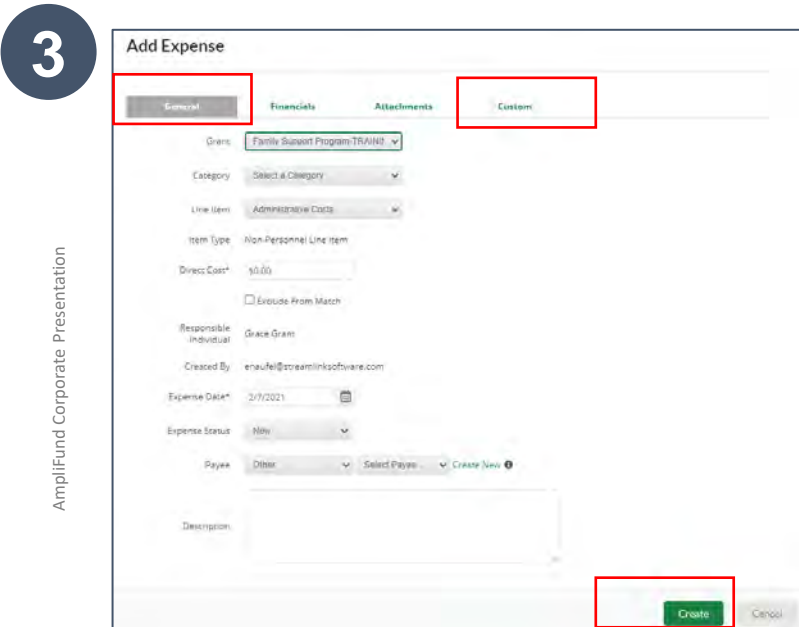 3
Add Expense
General Financials Attachments Custom
Grant Family Support Program-TRAINI
Category Select a Category
Line Item Administrative Costs
Item Type Non-Personnel Line Item
Direct Cost* $0.00
Exclude From Match
Responsible
Individual Grace Grant
Created By enaufel@streamlinksoftware.com
Expense Date* 2/7/2021
Expense Status New
Payee Other Select Payee... Create New
Description
Create Cancel
AmpliFund Corporate Presentation